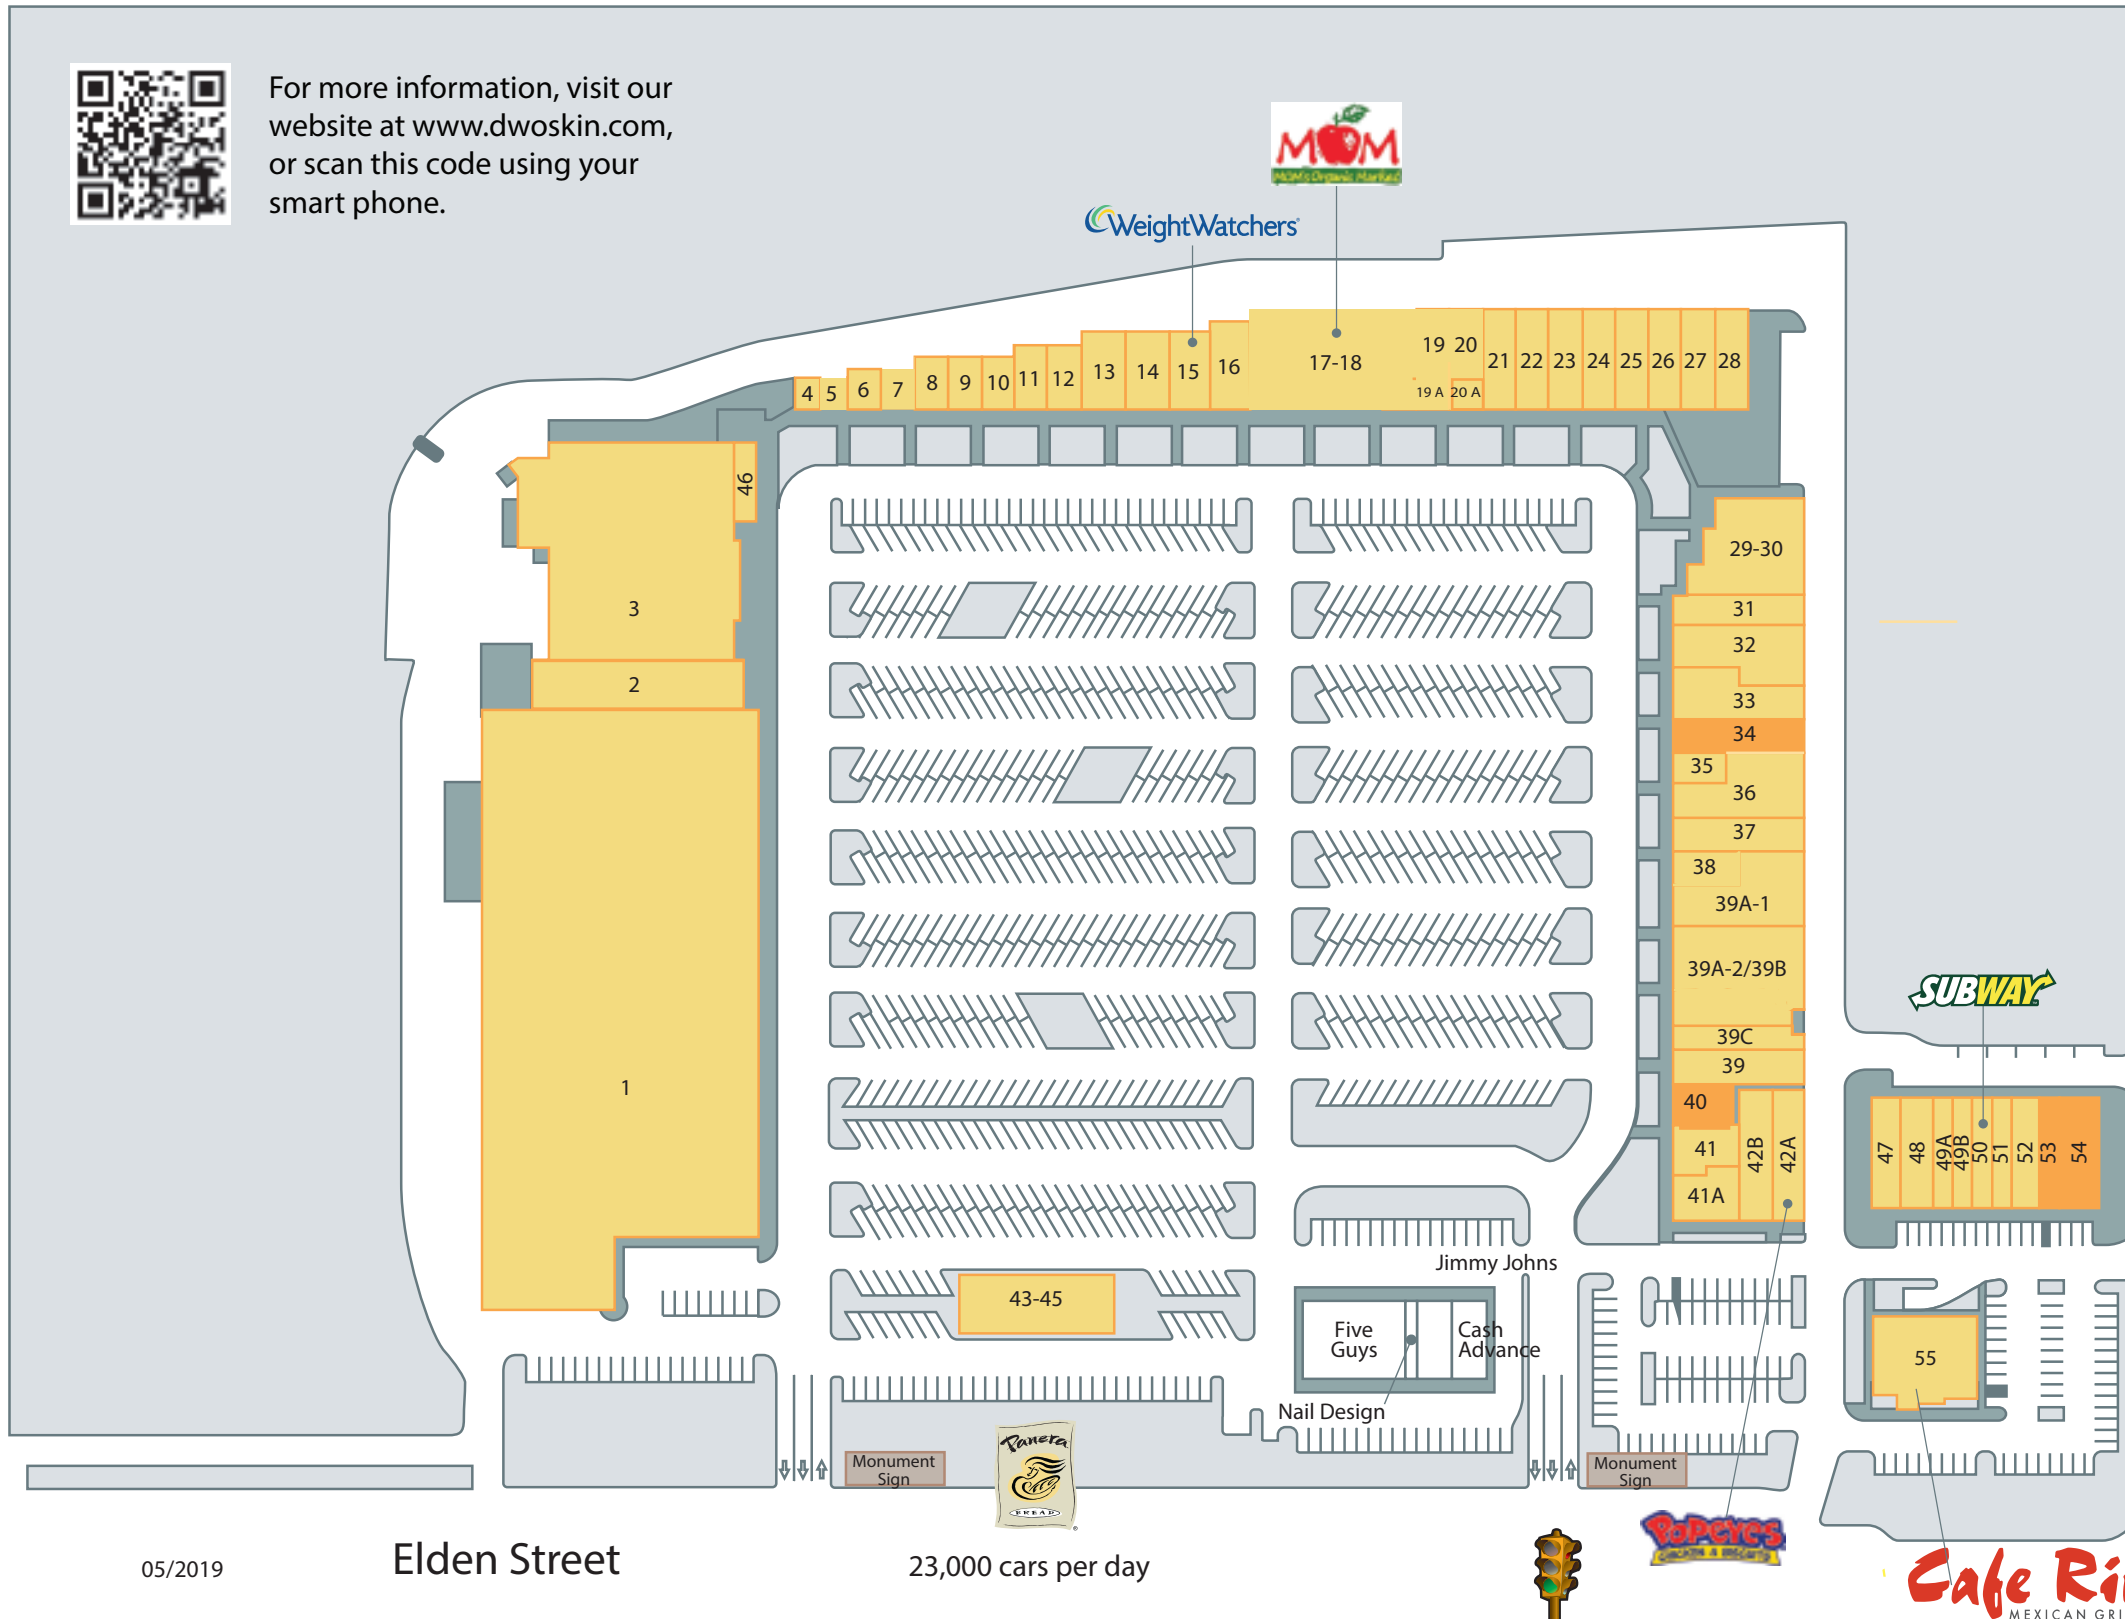 For more information, visit our
website at www.dwoskin.com,
or scan this code using your
smart phone.
MOM
MOM's Organic Market
WeightWatchers
4 5 6 7 8 9 10 11 12 13 14 15 16 17-18 19 20 21 22 23 24 25 26 27 28
19 A 20 A
46
3
2
1
29-30
31
32
33
34
35
36
37
38
39A-1
39A-2/39B
39C
39
40
41
41A
42B
42A
SUBWAY
47 48 49A 49B 50 51 52 53 54
55
43-45
Jimmy Johns
Five
Guys
Cash
Advance
Nail Design
Monument
Sign
Panera
BREAD
Monument
Sign
POPEYES
05/2019
Elden Street
23,000 cars per day
Cafe Ri
MEXICAN GRI